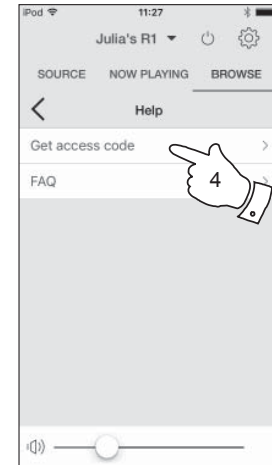 iPod 11:27
Julia's R1
SOURCE NOW PLAYING BROWSE
Help
Get access code
FAQ
4